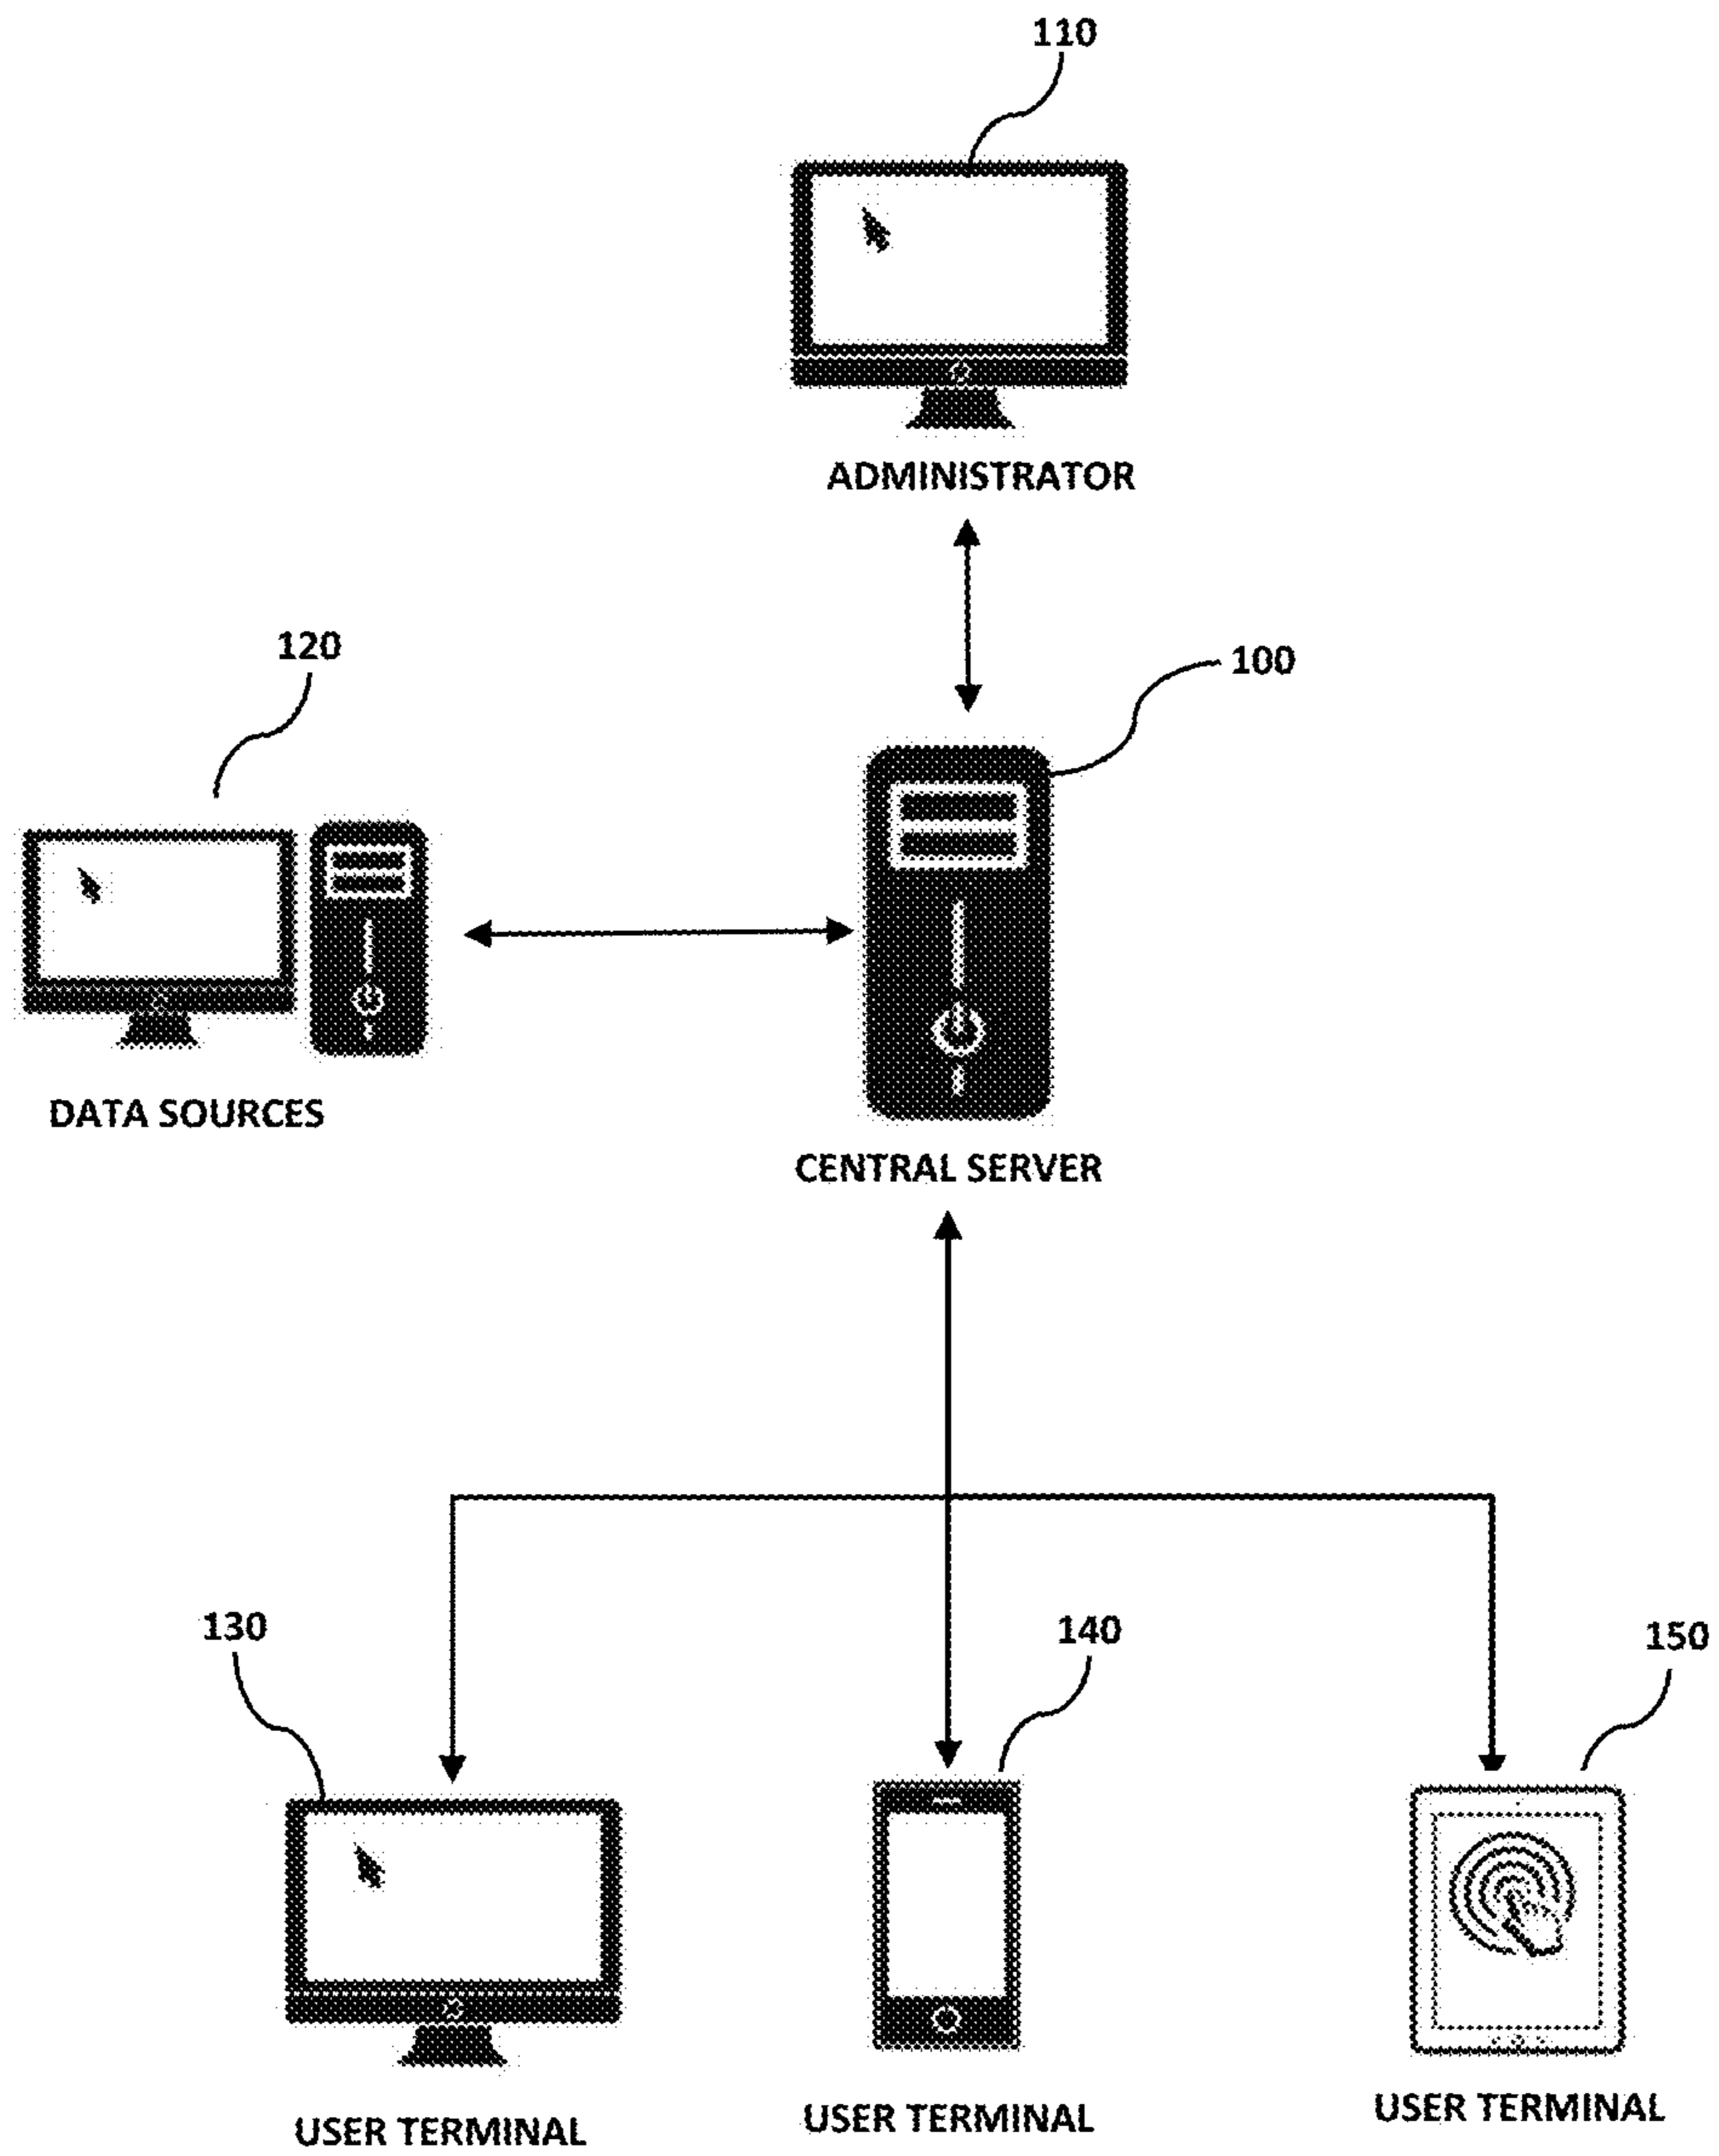 110
ADMINISTRATOR
120
100
DATA SOURCES
CENTRAL SERVER
130
140
150
USER TERMINAL
USER TERMINAL
USER TERMINAL